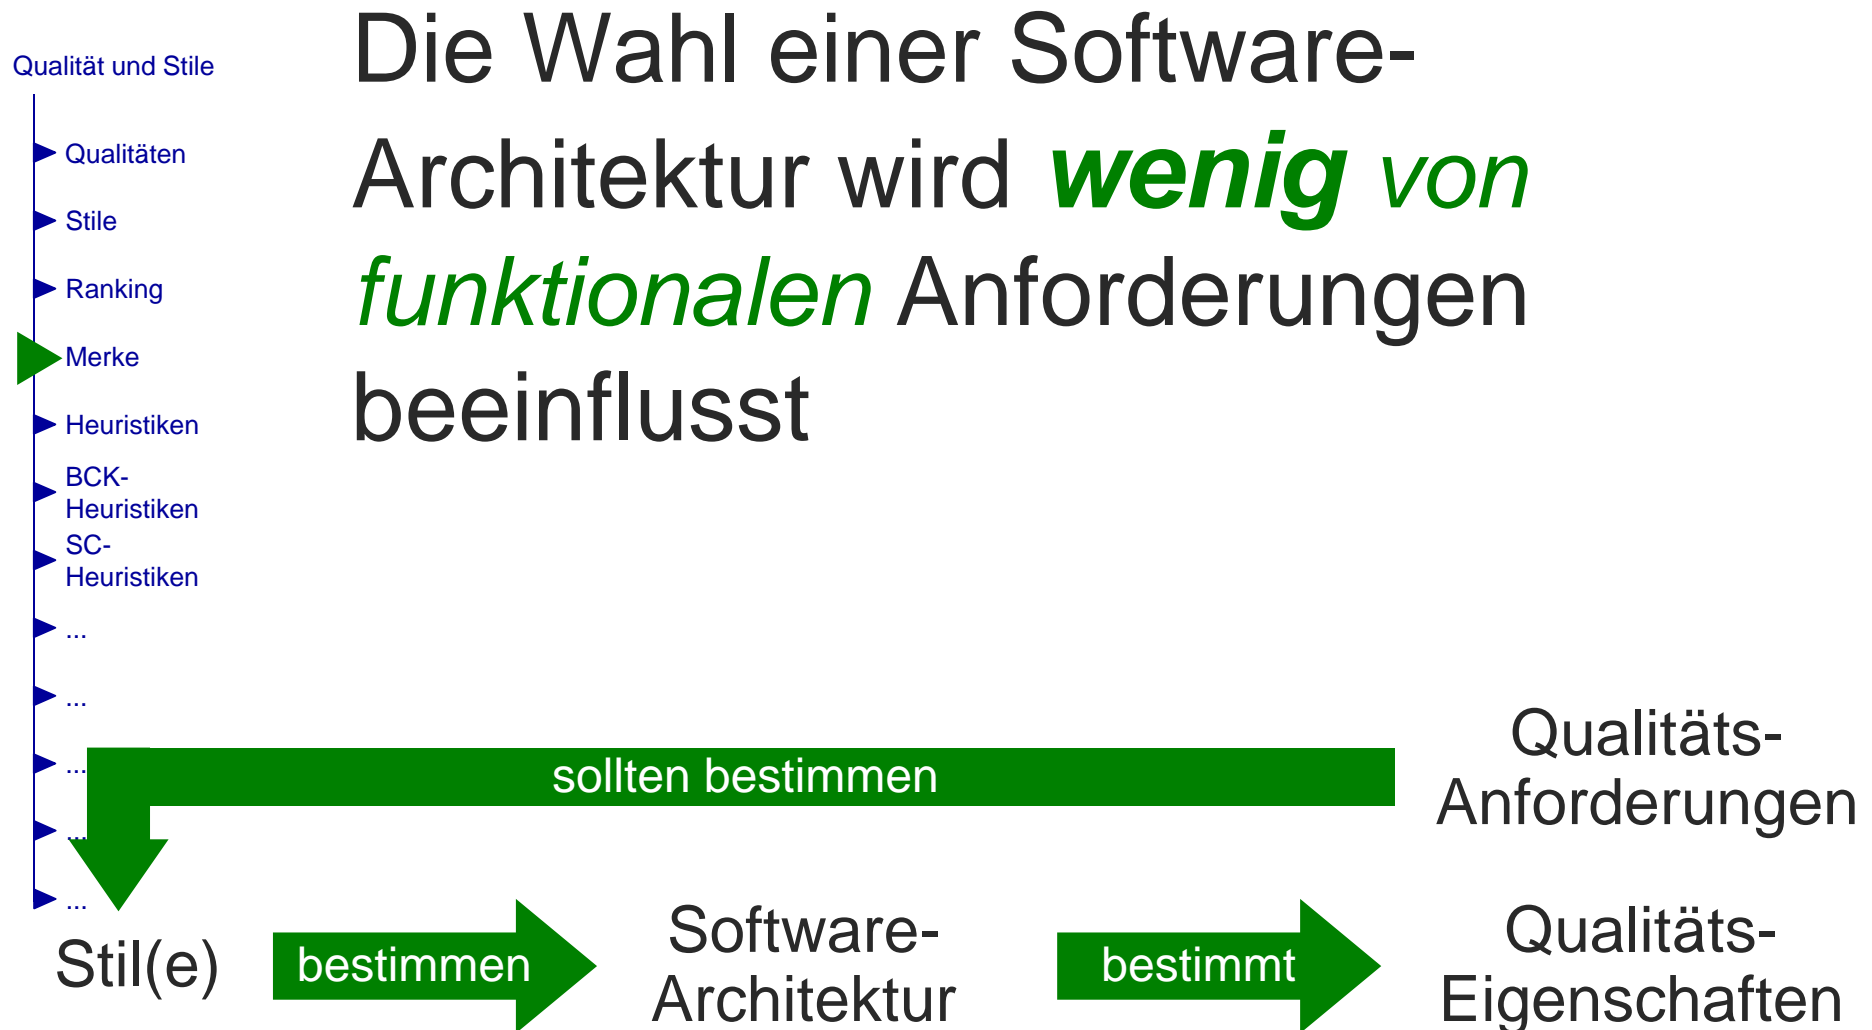 Qualität und Stile
Qualitäten
Stile
Ranking
Merke
Heuristiken
BCK-
Heuristiken
SC-
Heuristiken
...
...
...
...
...
Die Wahl einer Software-
Architektur wird wenig von
funktionalen Anforderungen
beeinflusst
Qualitäts-
Anforderungen
sollten bestimmen
Stil(e)
bestimmen
Software-
Architektur
bestimmt
Qualitäts-
Eigenschaften